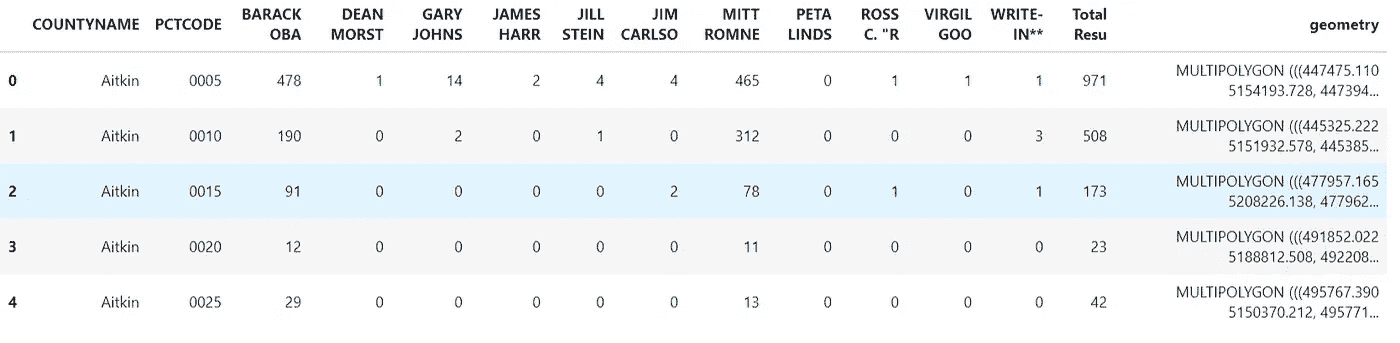 COUNTYNAME PCTCODE BARACK OBA DEAN MORST GARY JOHNS JAMES HARR JILL STEIN JIM CARLSO MITT ROMNE PETA LINDS ROSS C. "R VIRGIL GOO WRITE-IN** Total Resu geometry
0 Aitkin 0005 478 1 14 2 4 4 465 0 1 1 1 971 MULTIPOLYGON (((447475.110 5154193.728, 447394...
1 Aitkin 0010 190 0 2 0 1 0 312 0 0 0 3 508 MULTIPOLYGON (((445325.222 5151932.578, 445385...
2 Aitkin 0015 91 0 0 0 0 2 78 0 1 0 1 173 MULTIPOLYGON (((477957.165 5208226.138, 477962...
3 Aitkin 0020 12 0 0 0 0 0 11 0 0 0 0 23 MULTIPOLYGON (((491852.022 5188812.508, 492208...
4 Aitkin 0025 29 0 0 0 0 0 13 0 0 0 0 42 MULTIPOLYGON (((495767.390 5150370.212, 495771...